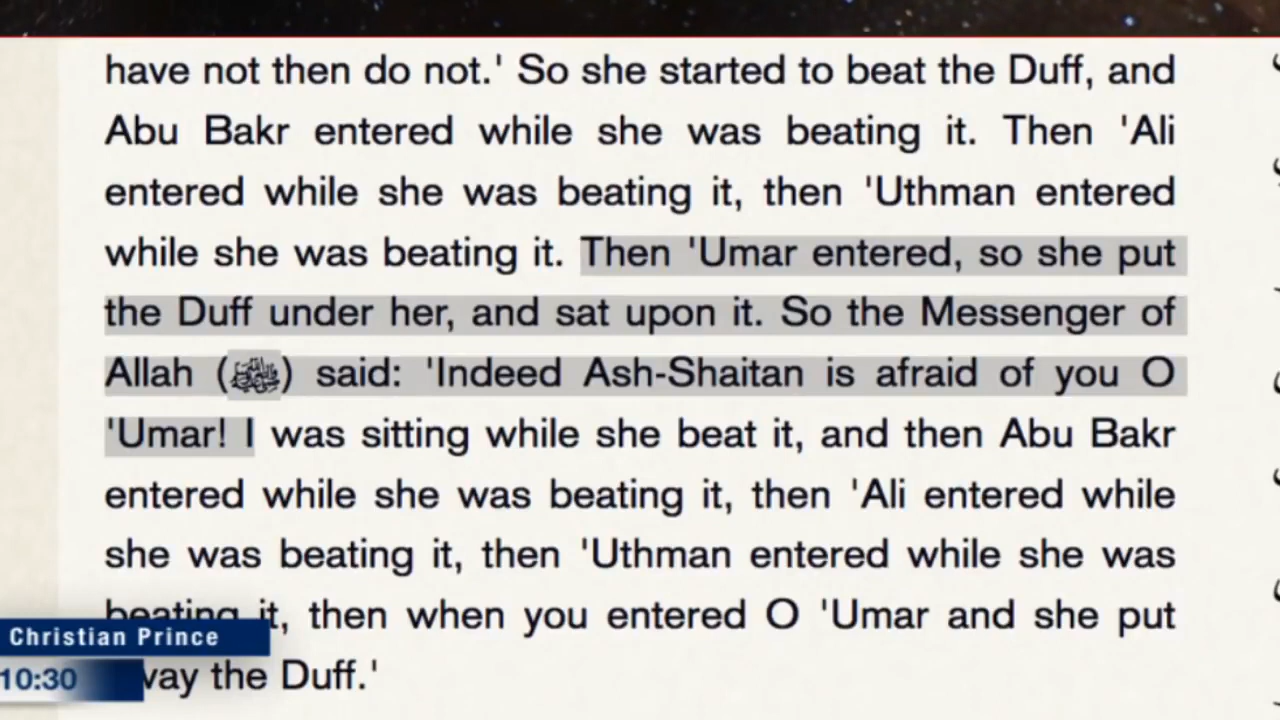 have not then do not.' So she started to beat the Duff, and
Abu Bakr entered while she was beating it. Then 'Ali
entered while she was beating it, then 'Uthman entered
while she was beating it. Then 'Umar entered, so she put
the Duff under her, and sat upon it. So the Messenger of
Allah (ﷺ) said: 'Indeed Ash-Shaitan is afraid of you O
'Umar! I was sitting while she beat it, and then Abu Bakr
entered while she was beating it, then 'Ali entered while
she was beating it, then 'Uthman entered while she was
beating it, then when you entered O 'Umar and she put
way the Duff.'
Christian Prince
10:30